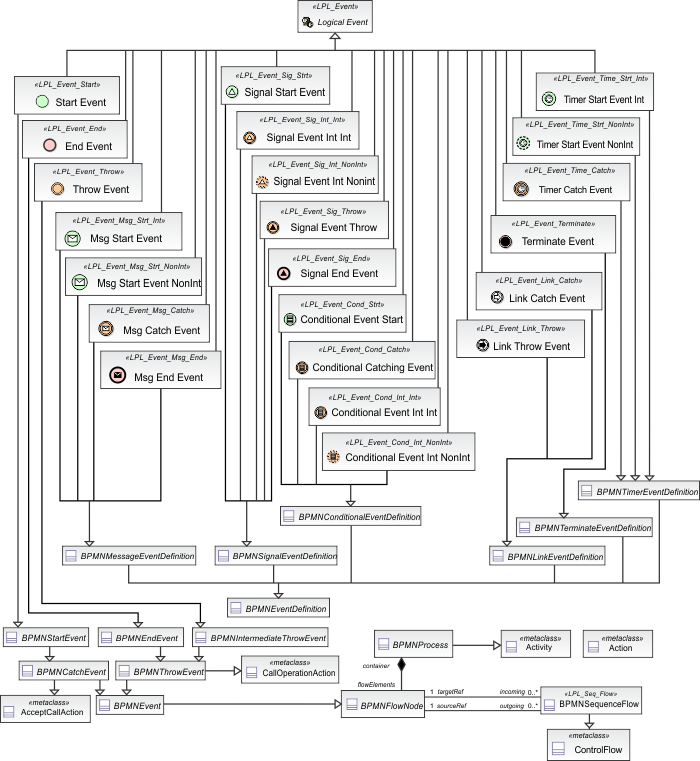 «LPL_Event»
Logical Event
«LPL_Event_Start»
Start Event
«LPL_Event_End»
End Event
«LPL_Event_Throw»
Throw Event
«LPL_Event_Msg_Strt_Int»
Msg Start Event
«LPL_Event_Msg_Strt_NonInt»
Msg Start Event NonInt
«LPL_Event_Msg_Catch»
Msg Catch Event
«LPL_Event_Msg_End»
Msg End Event
«LPL_Event_Sig_Strt»
Signal Start Event
«LPL_Event_Sig_Int_Int»
Signal Event Int Int
«LPL_Event_Sig_Int_NonInt»
Signal Event Int Nonint
«LPL_Event_Sig_Throw»
Signal Event Throw
«LPL_Event_Sig_End»
Signal End Event
«LPL_Event_Cond_Strt»
Conditional Event Start
«LPL_Event_Cond_Catch»
Conditional Catching Event
«LPL_Event_Cond_Int_Int»
Conditional Event Int Int
«LPL_Event_Cond_Int_NonInt»
Conditional Event Int NonInt
«LPL_Event_Time_Strt_Int»
Timer Start Event Int
«LPL_Event_Time_Strt_NonInt»
Timer Start Event NonInt
«LPL_Event_Time_Catch»
Timer Catch Event
«LPL_Event_Terminate»
Terminate Event
«LPL_Event_Link_Catch»
Link Catch Event
«LPL_Event_Link_Throw»
Link Throw Event
BPMNTimerEventDefinition
BPMNConditionalEventDefinition
BPMNTerminateEventDefinition
BPMNMessageEventDefinition
BPMNSignalEventDefinition
BPMNLinkEventDefinition
BPMNEventDefinition
BPMNStartEvent
BPMNEndEvent
BPMNIntermediateThrowEvent
BPMNProcess
«metaclass»
Activity
«metaclass»
Action
BPMNCatchEvent
BPMNThrowEvent
«metaclass»
CallOperationAction
container
flowElements
«metaclass»
AcceptCallAction
BPMNEvent
BPMNFlowNode
1 targetRef
incoming 0..*
1 sourceRef
outgoing 0..*
«LPL_Seq_Flow»
BPMNSequenceFlow
«metaclass»
ControlFlow